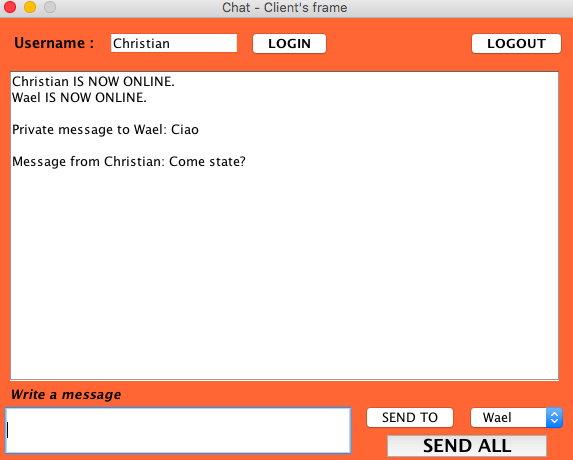 Chat - Client's frame
Username : Christian LOGIN LOGOUT
Christian IS NOW ONLINE.
Wael IS NOW ONLINE.
Private message to Wael: Ciao
Message from Christian: Come state?
Write a message
SEND TO Wael
SEND ALL